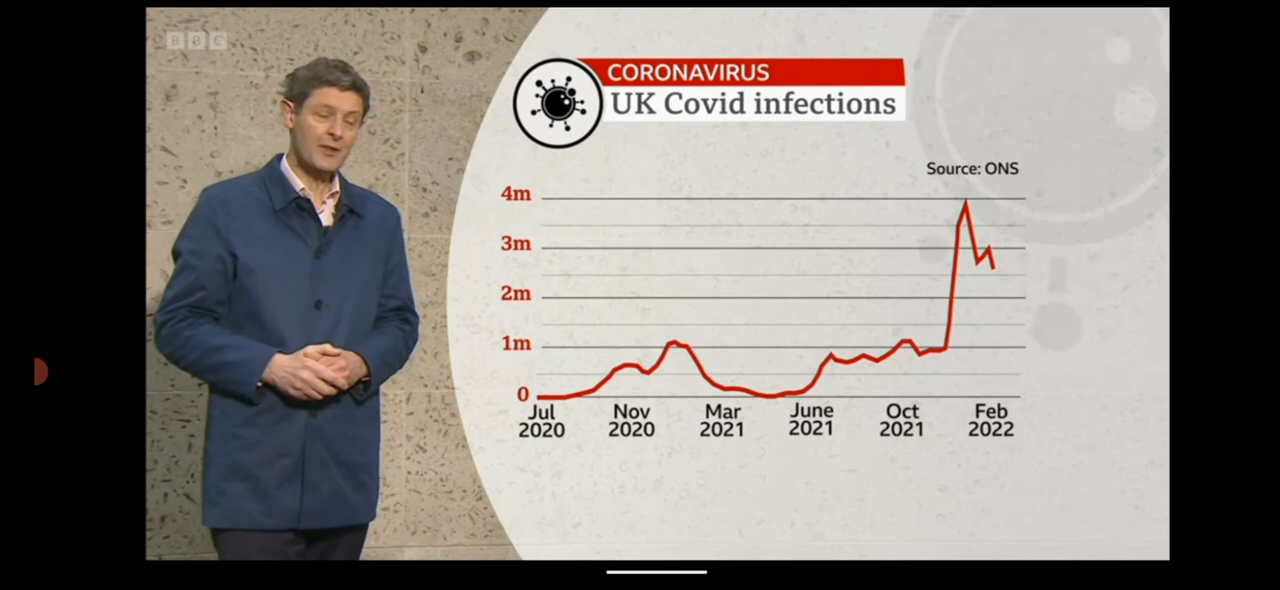 BBC
CORONAVIRUS
UK Covid infections
Source: ONS
4m
3m
2m
1m
0
Jul Nov Mar June Oct Feb
2020 2020 2021 2021 2021 2022